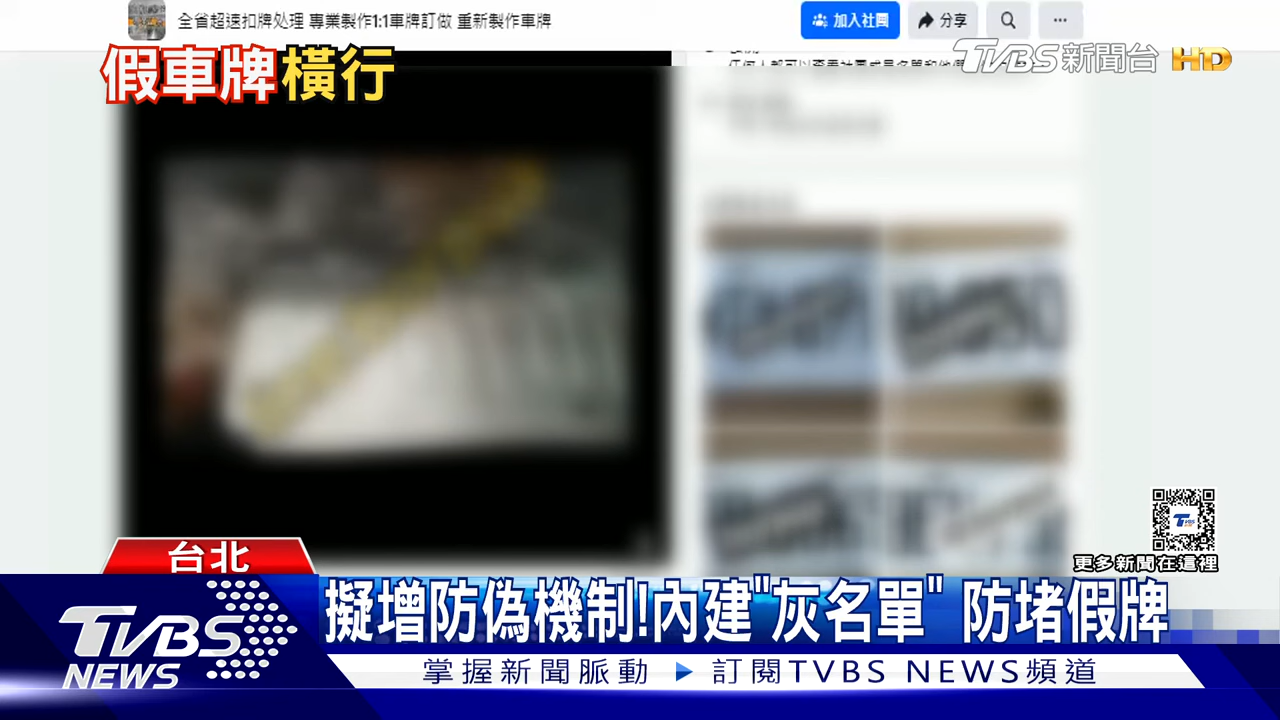 全省超速扣牌处理 專業製作1:1車牌訂做 重新製作車牌
加入社團
分享
假車牌橫行
TVBS新聞台 HD
更多新聞在這裡
台北
擬增防偽機制!內建"灰名單" 防堵假牌
TVBS NEWS
掌握新聞脈動 ▶ 訂閱TVBS NEWS頻道